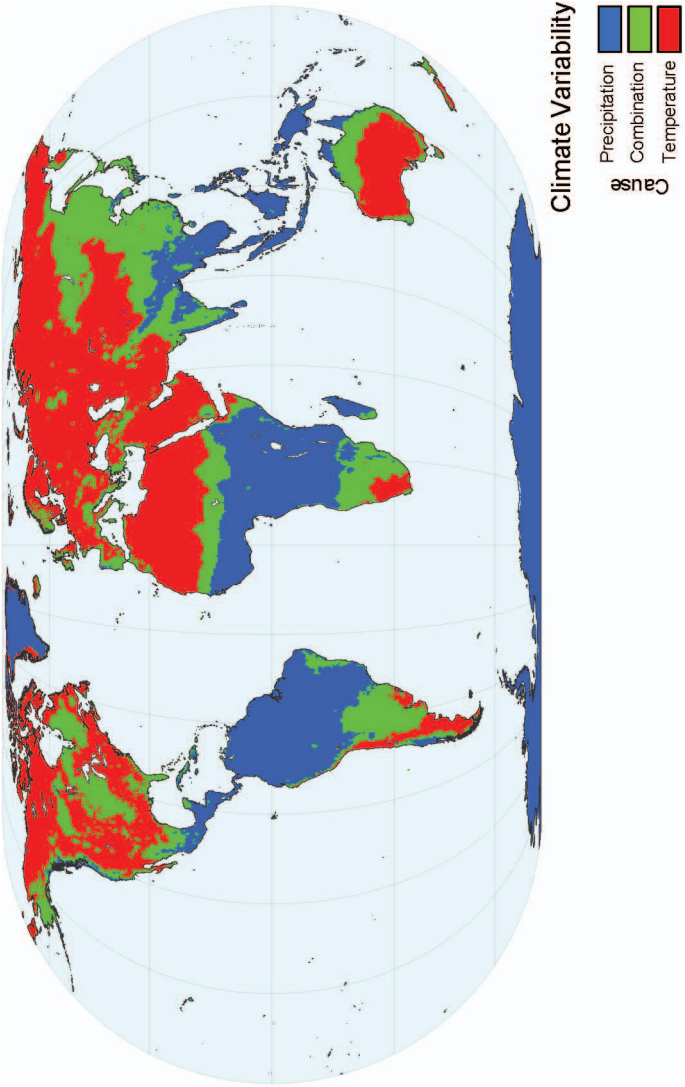 Climate Variability
Cause
Precipitation
Combination
Temperature